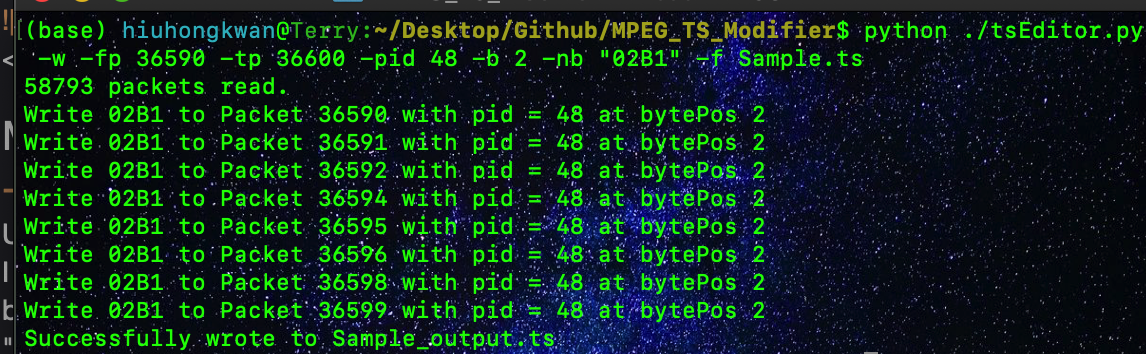 [(base) hiuhongkwan@Terry:~/Desktop/Github/MPEG_TS_Modifier$ python ./tsEditor.py
-w -fp 36590 -tp 36600 -pid 48 -b 2 -nb "02B1" -f Sample.ts
58793 packets read.
Write 02B1 to Packet 36590 with pid = 48 at bytePos 2
Write 02B1 to Packet 36591 with pid = 48 at bytePos 2
Write 02B1 to Packet 36592 with pid = 48 at bytePos 2
Write 02B1 to Packet 36594 with pid = 48 at bytePos 2
Write 02B1 to Packet 36595 with pid = 48 at bytePos 2
Write 02B1 to Packet 36596 with pid = 48 at bytePos 2
Write 02B1 to Packet 36598 with pid = 48 at bytePos 2
Write 02B1 to Packet 36599 with pid = 48 at bytePos 2
Successfully wrote to Sample_output.ts